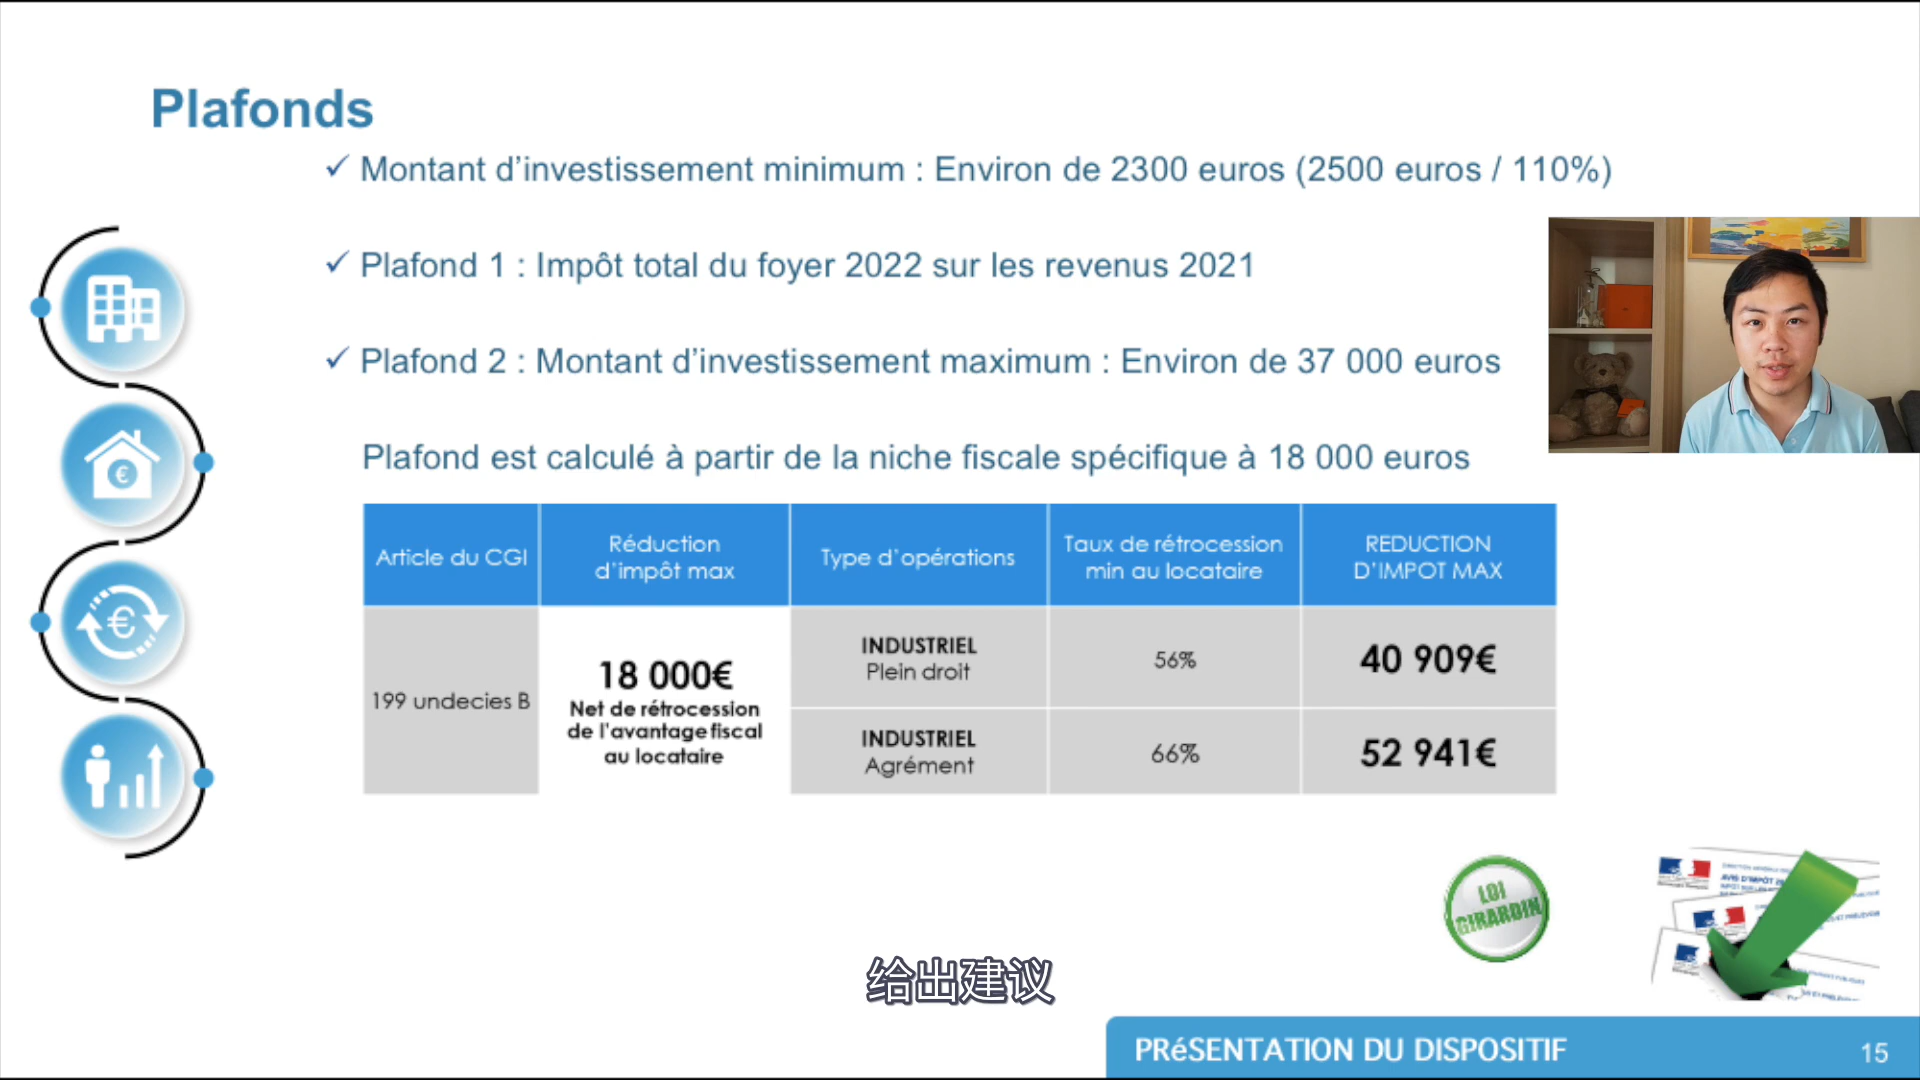 Plafonds
✓ Montant d'investissement minimum : Environ de 2300 euros (2500 euros / 110%)
✓ Plafond 1 : Impôt total du foyer 2022 sur les revenus 2021
✓ Plafond 2 : Montant d'investissement maximum : Environ de 37 000 euros
Plafond est calculé à partir de la niche fiscale spécifique à 18 000 euros
Article du CGI
Réduction
d'impôt max
Type d'opérations
Taux de rétrocession
min au locataire
REDUCTION
D'IMPOT MAX
199 undecies B
18 000€
Net de rétrocession
de l'avantage fiscal
au locataire
INDUSTRIEL
Plein droit
56%
40 909€
INDUSTRIEL
Agrément
66%
52 941€
LOI
GIRARDIN
给出建议
PRéSENTATION DU DISPOSITIF
15